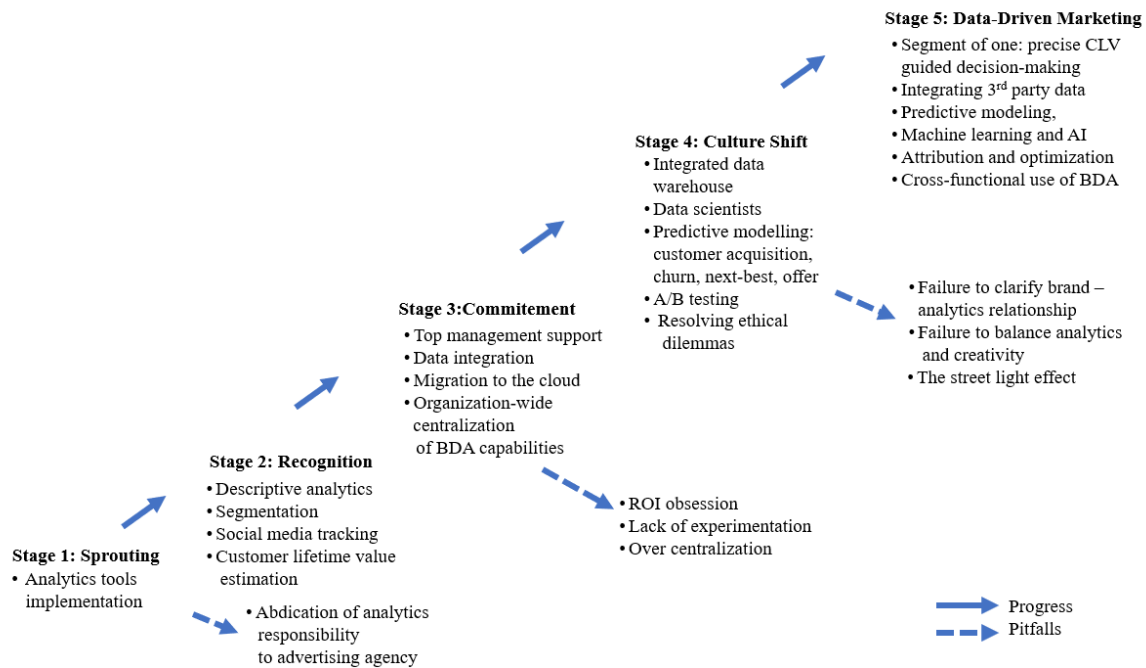 Stage 5: Data-Driven Marketing
• Segment of one: precise CLV
guided decision-making
• Integrating 3rd party data
• Predictive modeling,
• Machine learning and AI
• Attribution and optimization
• Cross-functional use of BDA
Stage 4: Culture Shift
• Integrated data
warehouse
• Data scientists
• Predictive modelling:
customer acquisition,
churn, next-best, offer
• A/B testing
• Resolving ethical
dilemmas
• Failure to clarify brand –
analytics relationship
• Failure to balance analytics
and creativity
• The street light effect
Stage 3:Commitement
• Top management support
• Data integration
• Migration to the cloud
• Organization-wide
centralization
of BDA capabilities
• ROI obsession
• Lack of experimentation
• Over centralization
Stage 2: Recognition
• Descriptive analytics
• Segmentation
• Social media tracking
• Customer lifetime value
estimation
Stage 1: Sprouting
• Analytics tools
implementation
• Abdication of analytics
responsibility
to advertising agency
Progress
Pitfalls